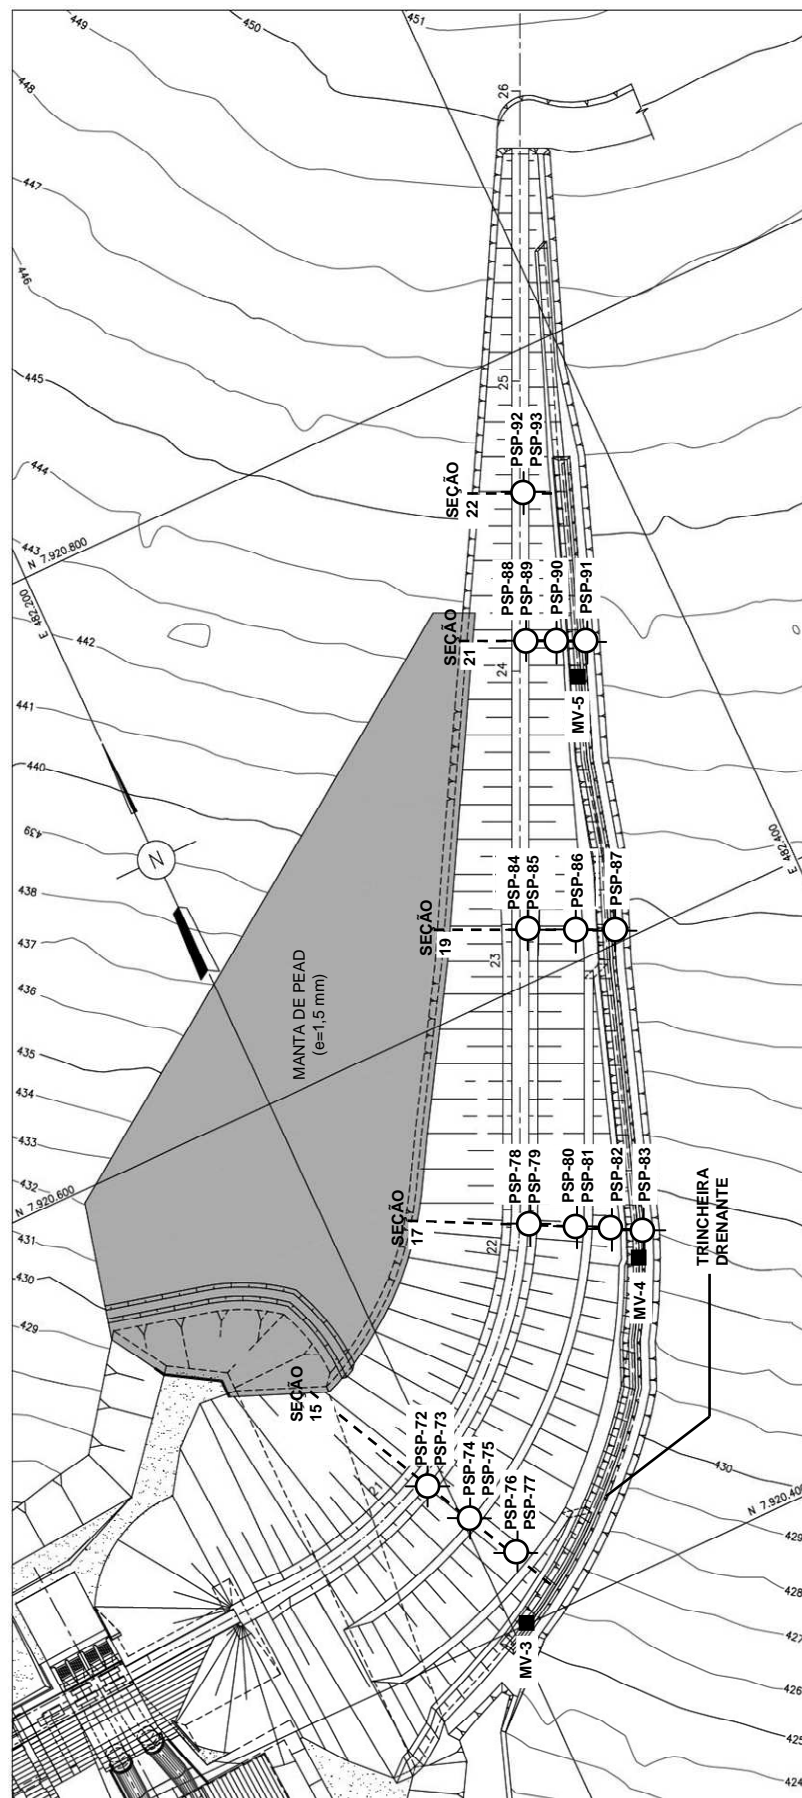 449
450
451
448
26
447
446
445
25
444
PSP-92
PSP-93
SEÇÃO
22
443
N 7.920.800
E 482.200
442
PSP-88
PSP-89
PSP-90
PSP-91
SEÇÃO
21
24
MV-5
441
440
439
N
438
E 482.400
437
PSP-84
PSP-85
PSP-86
PSP-87
SEÇÃO
19
23
MANTA DE PEAD
(e=1,5 mm)
436
435
434
433
432
N 7.920.600
431
430
429
PSP-78
PSP-79
PSP-80
PSP-81
PSP-82
PSP-83
SEÇÃO
17
22
MV-4
TRINCHEIRA
DRENANTE
SEÇÃO
15
21
PSP-72
PSP-73
PSP-74
PSP-75
PSP-76
PSP-77
430
N 7.920.400
429
428
427
MV-3
426
425
424